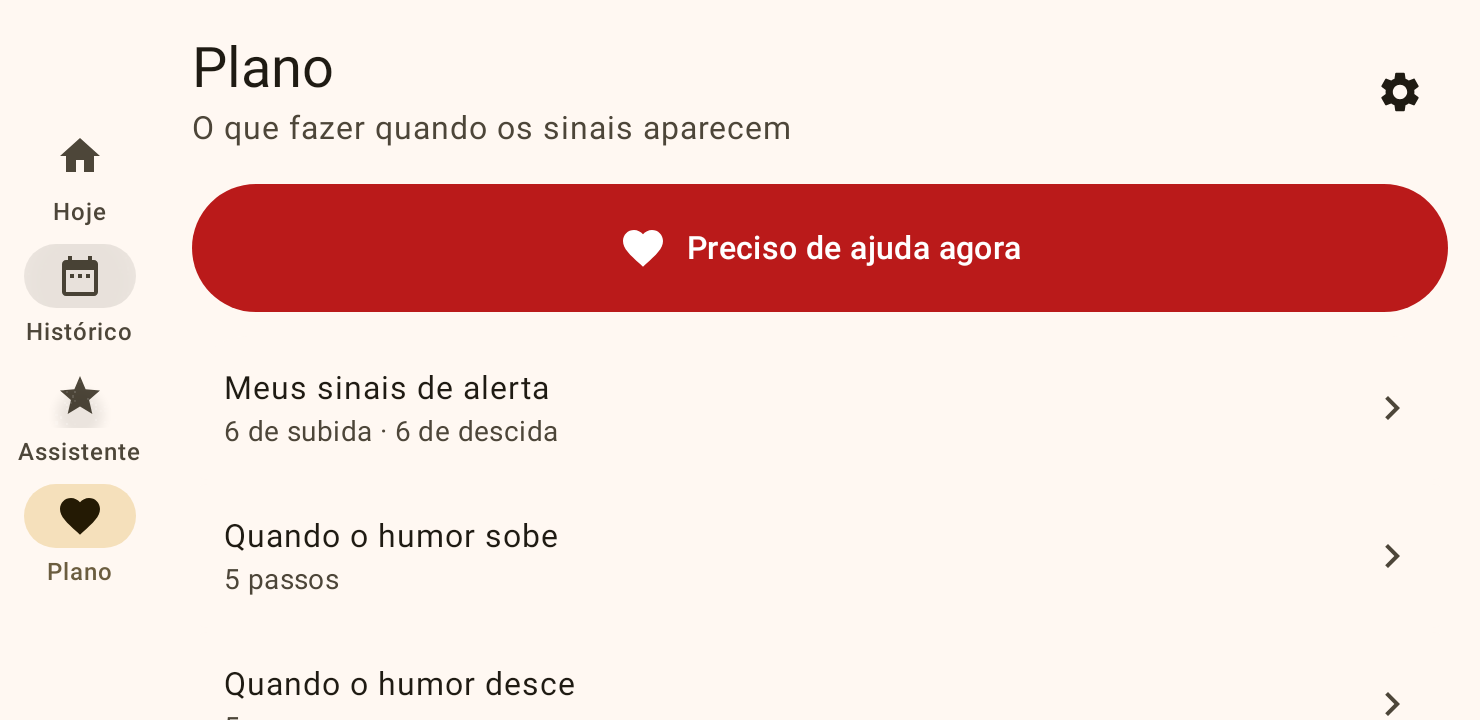 Plano
O que fazer quando os sinais aparecem
Hoje
Histórico
Assistente
Plano
Preciso de ajuda agora
Meus sinais de alerta
6 de subida · 6 de descida
Quando o humor sobe
5 passos
Quando o humor desce